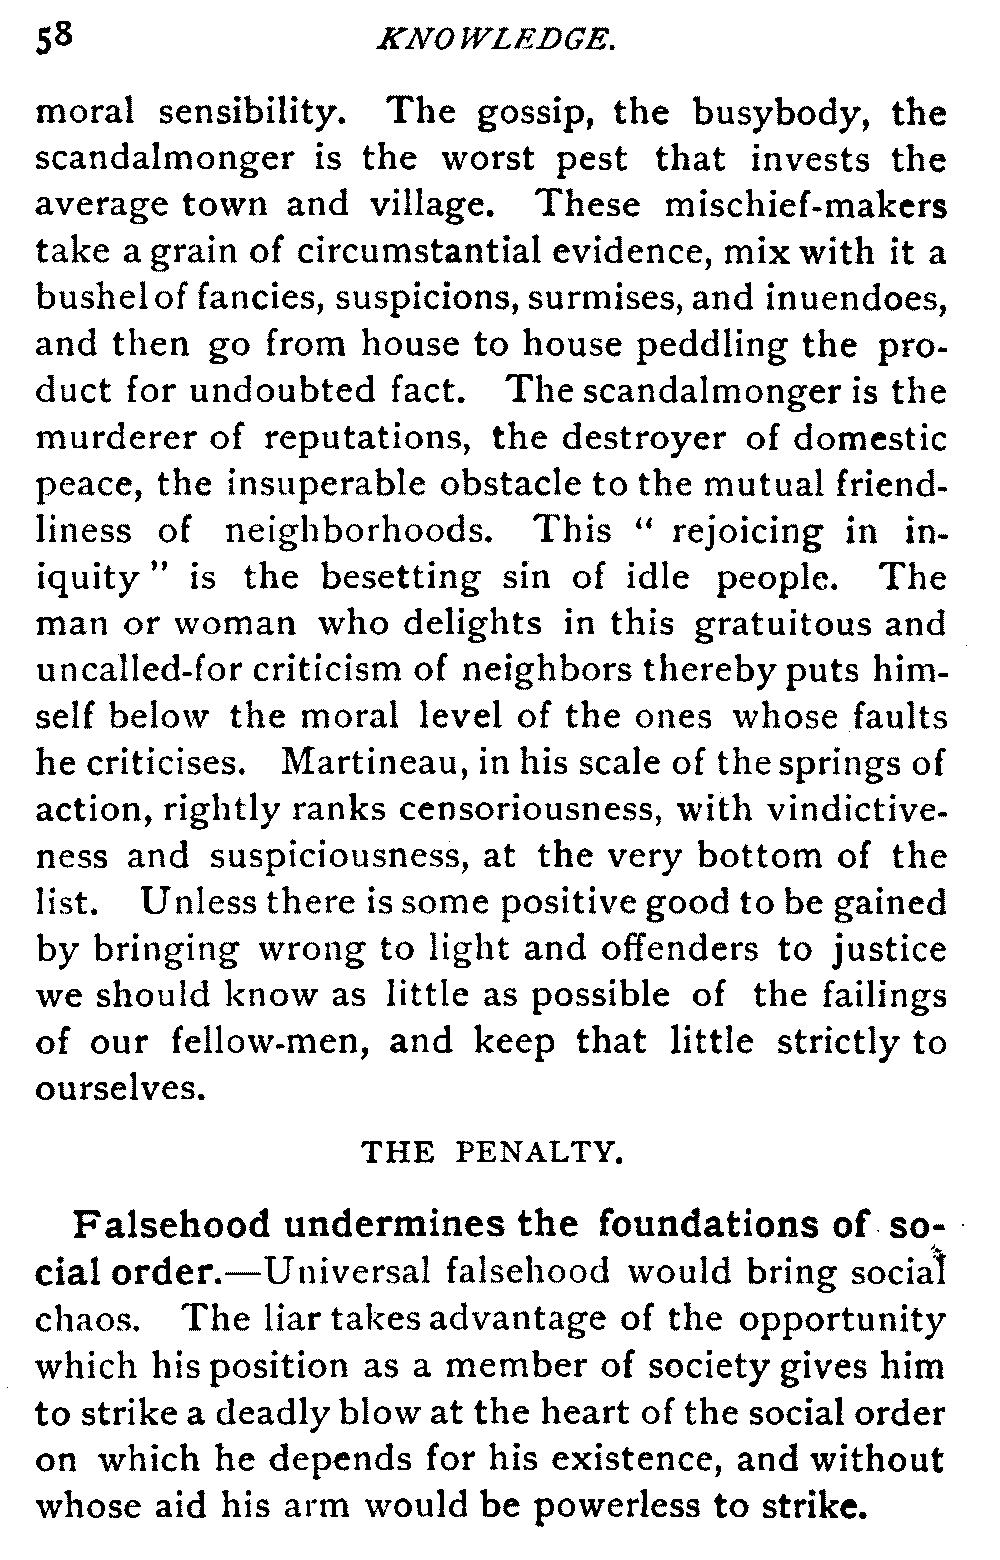 58 KNOWLEDGE.
moral sensibility. The gossip, the busybody, the
scandalmonger is the worst pest that invests the
average town and village. These mischief-makers
take a grain of circumstantial evidence, mix with it a
bushel of fancies, suspicions, surmises, and inuendoes,
and then go from house to house peddling the pro-
duct for undoubted fact. The scandalmonger is the
murderer of reputations, the destroyer of domestic
peace, the insuperable obstacle to the mutual friend-
liness of neighborhoods. This " rejoicing in in-
iquity " is the besetting sin of idle people. The
man or woman who delights in this gratuitous and
uncalled-for criticism of neighbors thereby puts him-
self below the moral level of the ones whose faults
he criticises. Martineau, in his scale of the springs of
action, rightly ranks censoriousness, with vindictive-
ness and suspiciousness, at the very bottom of the
list. Unless there is some positive good to be gained
by bringing wrong to light and offenders to justice
we should know as little as possible of the failings
of our fellow-men, and keep that little strictly to
ourselves.
THE PENALTY.
Falsehood undermines the foundations of so-
cial order.—Universal falsehood would bring social
chaos. The liar takes advantage of the opportunity
which his position as a member of society gives him
to strike a deadly blow at the heart of the social order
on which he depends for his existence, and without
whose aid his arm would be powerless to strike.